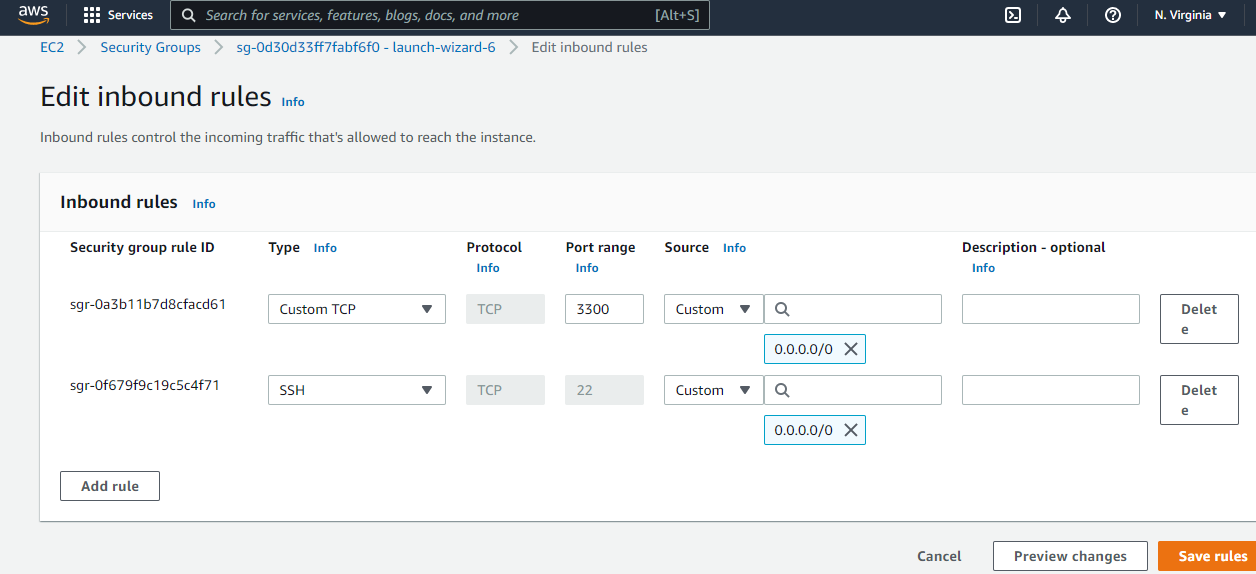 aws Services Search for services, features, blogs, docs, and more [Alt+S] N. Virginia
EC2 Security Groups sg-0d30d33ff7fabf6f0 - launch-wizard-6 Edit inbound rules
Edit inbound rules Info
Inbound rules control the incoming traffic that's allowed to reach the instance.
Inbound rules Info
Security group rule ID Type Info Protocol Port range Source Info Description - optional
Info Info Info
sgr-0a3b11b7d8cfacd61 Custom TCP TCP 3300 Custom Delet
e
0.0.0.0/0
sgr-0f679f9c19c5c4f71 SSH TCP 22 Custom Delet
e
0.0.0.0/0
Add rule
Cancel Preview changes Save rules